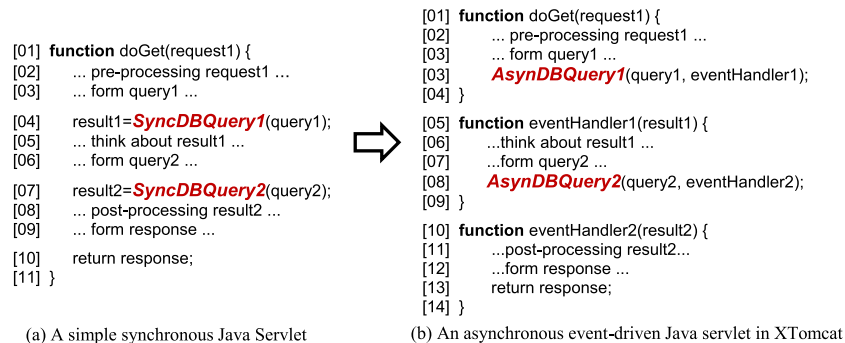 [01] function doGet(request1) {
[02] ... pre-processing request1 ...
[03] ... form query1 ...
[04] result1=SyncDBQuery1(query1);
[05] ... think about result1 ...
[06] ... form query2 ...
[07] result2=SyncDBQuery2(query2);
[08] ... post-processing result2 ...
[09] ... form response ...
[10] return response;
[11] }
(a) A simple synchronous Java Servlet
[01] function doGet(request1) {
[02] ... pre-processing request1 ...
[03] ... form query1 ...
[03] AsynDBQuery1(query1, eventHandler1);
[04] }
[05] function eventHandler1(result1) {
[06] ...think about result1 ...
[07] ...form query2 ...
[08] AsynDBQuery2(query2, eventHandler2);
[09] }
[10] function eventHandler2(result2) {
[11] ...post-processing result2...
[12] ...form response ...
[13] return response;
[14] }
(b) An asynchronous event-driven Java servlet in XTomcat